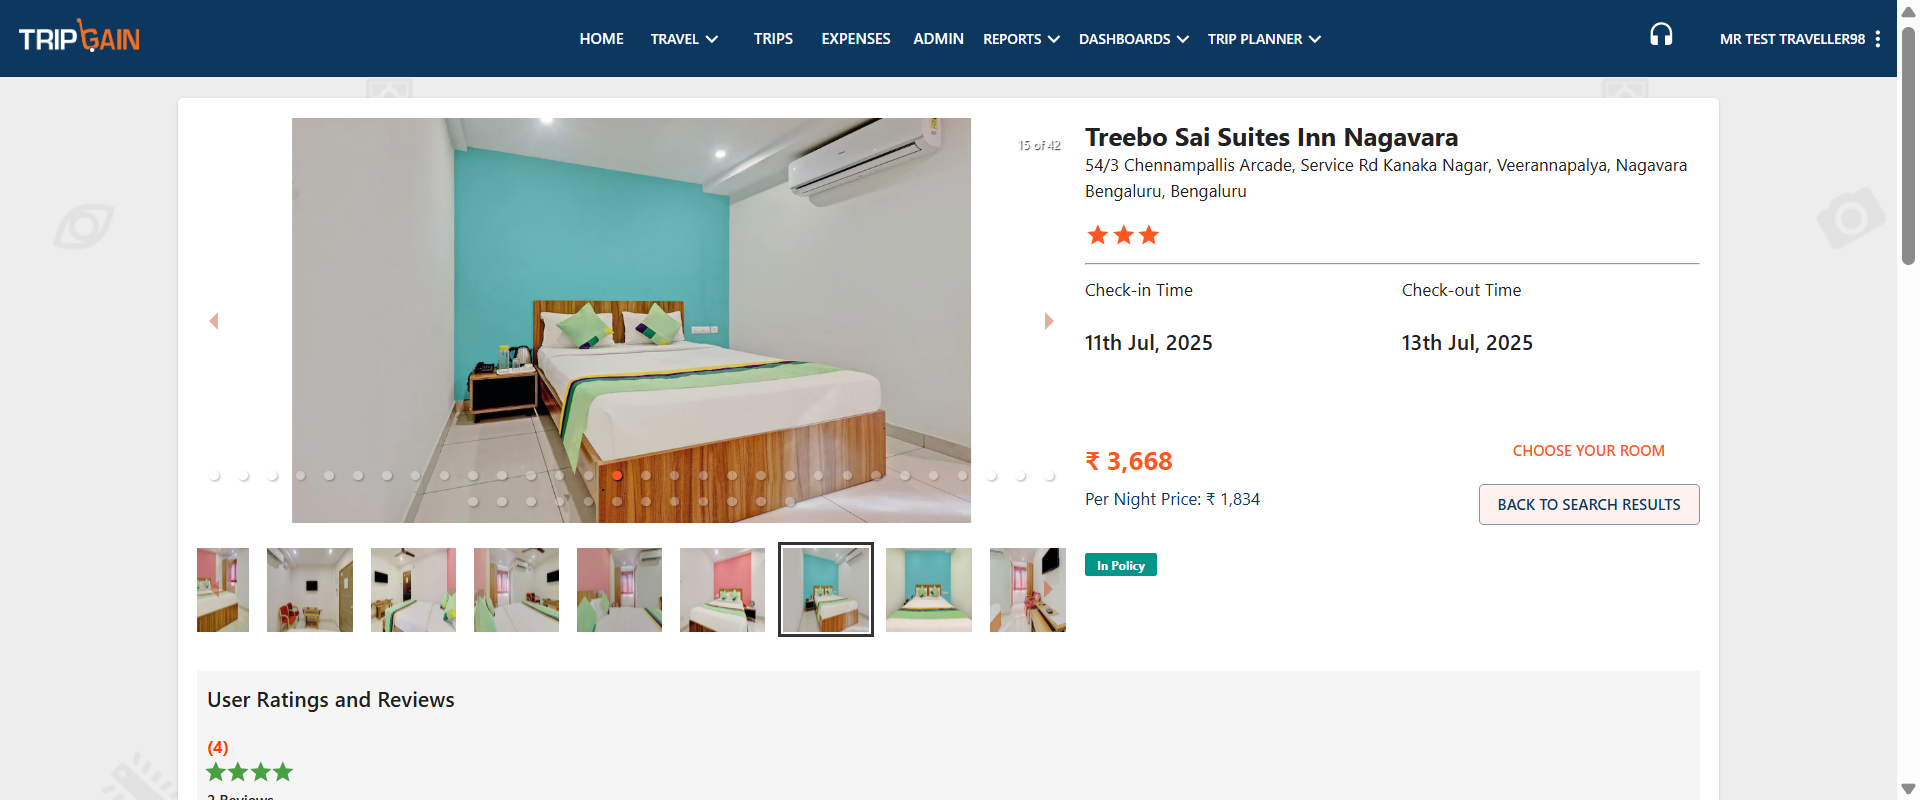 TRIPGAIN
HOME
TRAVEL
TRIPS
EXPENSES
ADMIN
REPORTS
DASHBOARDS
TRIP PLANNER
MR TEST TRAVELLER98
15 of 42
Treebo Sai Suites Inn Nagavara
54/3 Chennampallis Arcade, Service Rd Kanaka Nagar, Veerannapalya, Nagavara
Bengaluru, Bengaluru
Check-in Time
Check-out Time
11th Jul, 2025
13th Jul, 2025
₹ 3,668
CHOOSE YOUR ROOM
Per Night Price: ₹ 1,834
BACK TO SEARCH RESULTS
In Policy
User Ratings and Reviews
(4)
2 Reviews